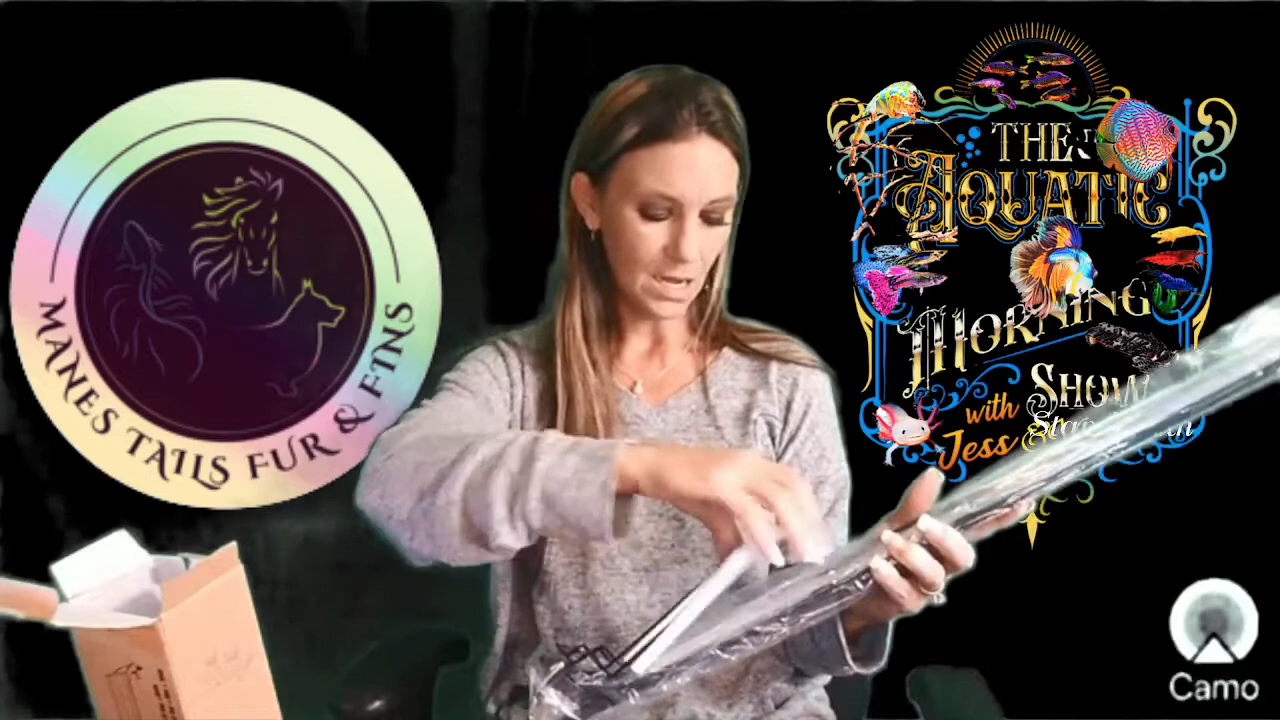 MANES TAILS FUR & FINS
THE
AQUATIC
MORNING
SHOW
with
Jess
Camo